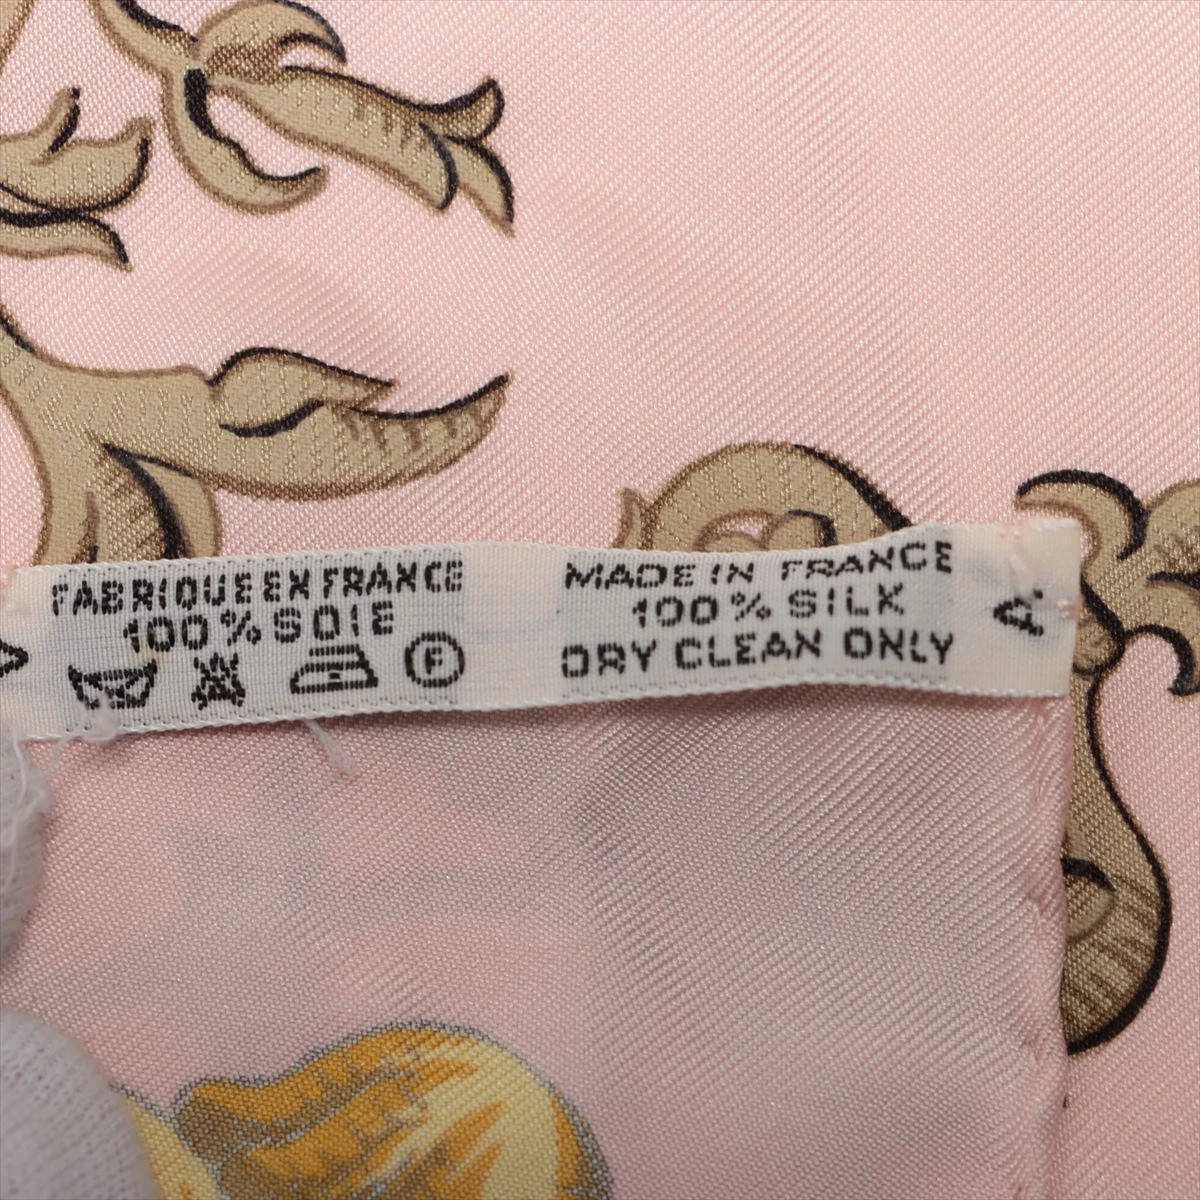 FABRIQUE EN FRANCE
100% SOIE
F
MADE IN FRANCE
100% SILK
DRY CLEAN ONLY
A.